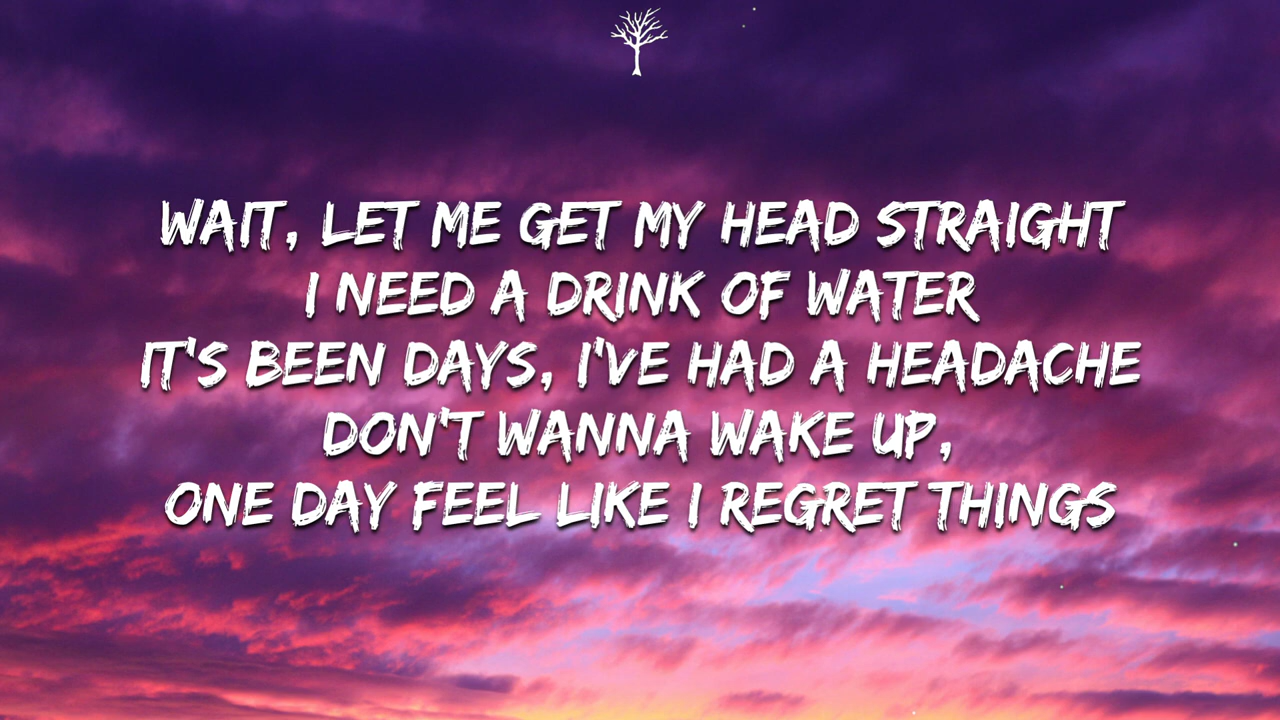 WAIT, LET ME GET MY HEAD STRAIGHT
I NEED A DRINK OF WATER
IT'S BEEN DAYS, I'VE HAD A HEADACHE
DON'T WANNA WAKE UP,
ONE DAY FEEL LIKE I REGRET THINGS